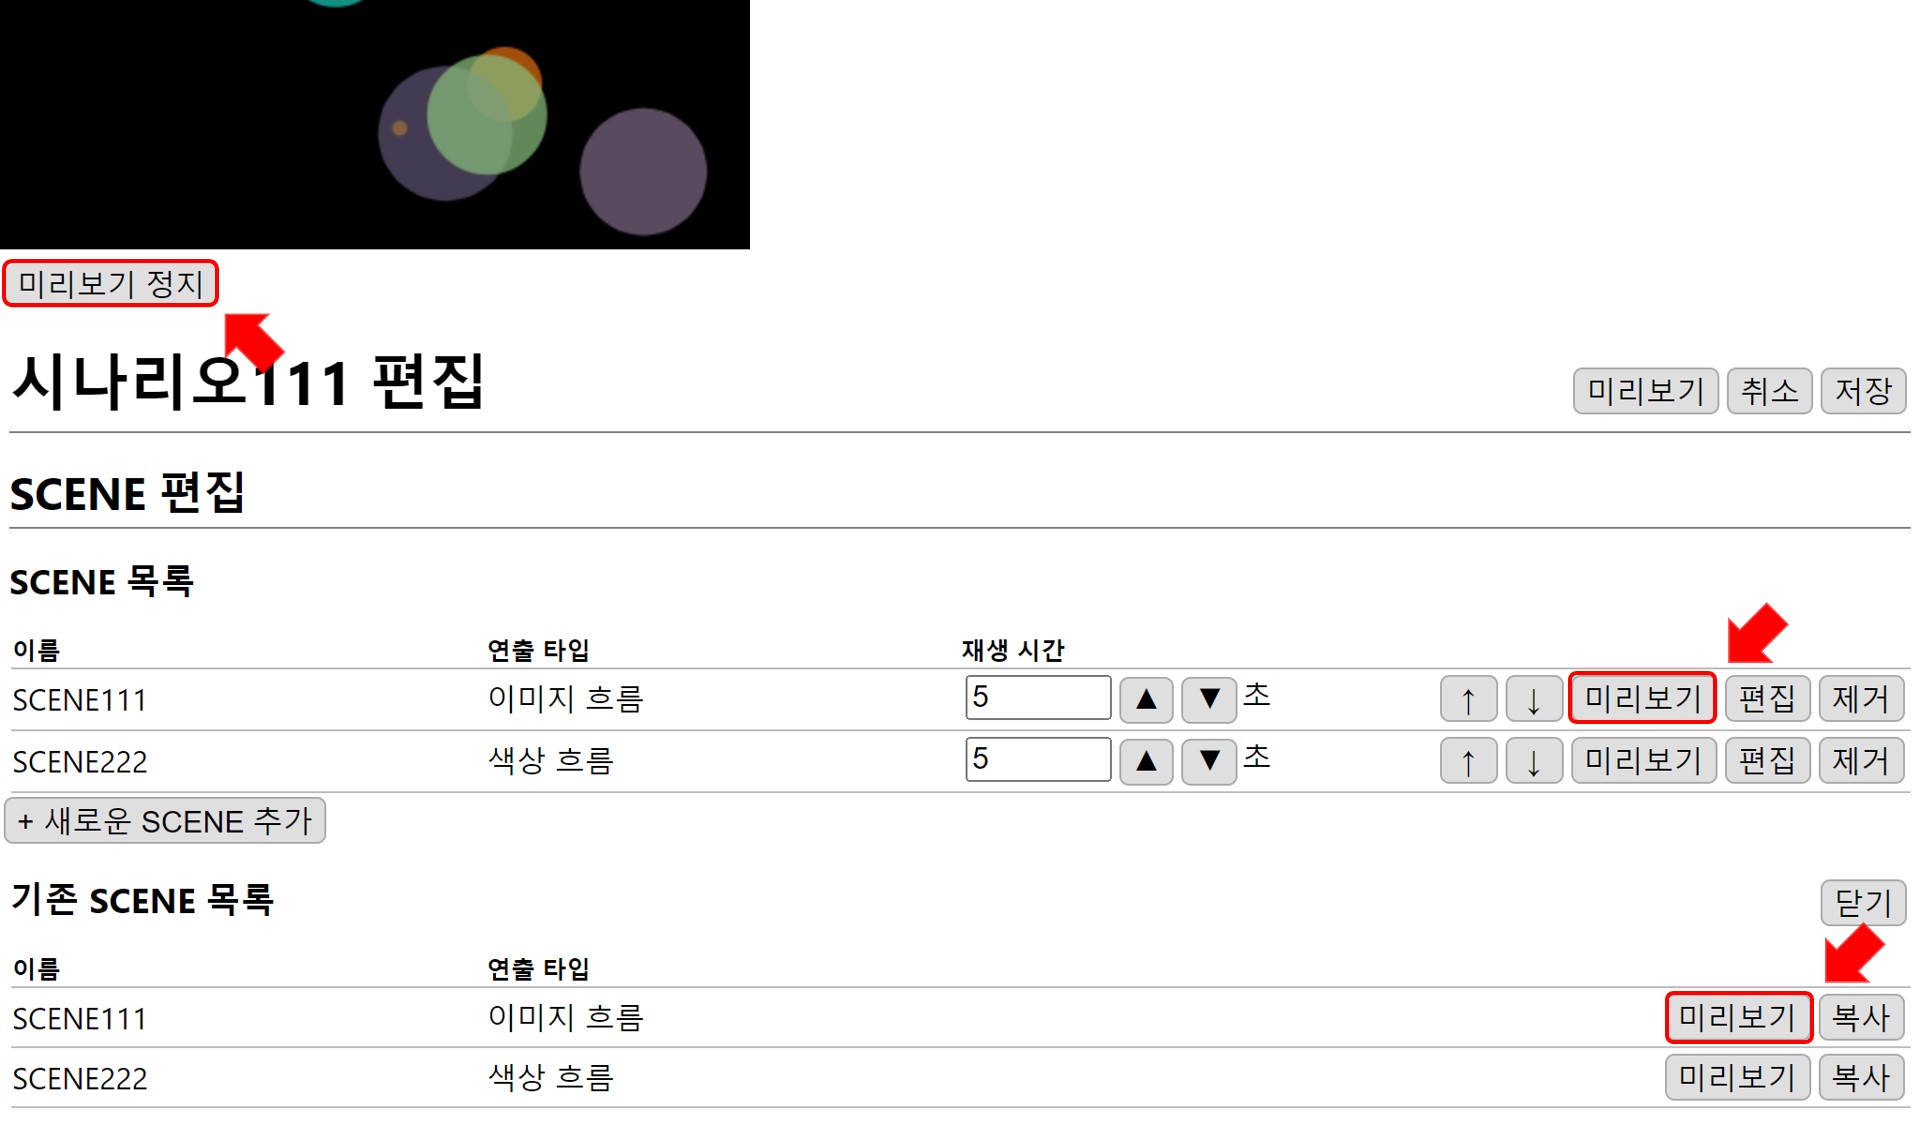 미리보기 정지
시나리오111 편집 미리보기 취소 저장
SCENE 편집
SCENE 목록
이름 연출 타입 재생 시간
SCENE111 이미지 흐름 5 ▲ ▼ 초 ↑ ↓ 미리보기 편집 제거
SCENE222 색상 흐름 5 ▲ ▼ 초 ↑ ↓ 미리보기 편집 제거
+ 새로운 SCENE 추가
기존 SCENE 목록 닫기
이름 연출 타입
SCENE111 이미지 흐름 미리보기 복사
SCENE222 색상 흐름 미리보기 복사